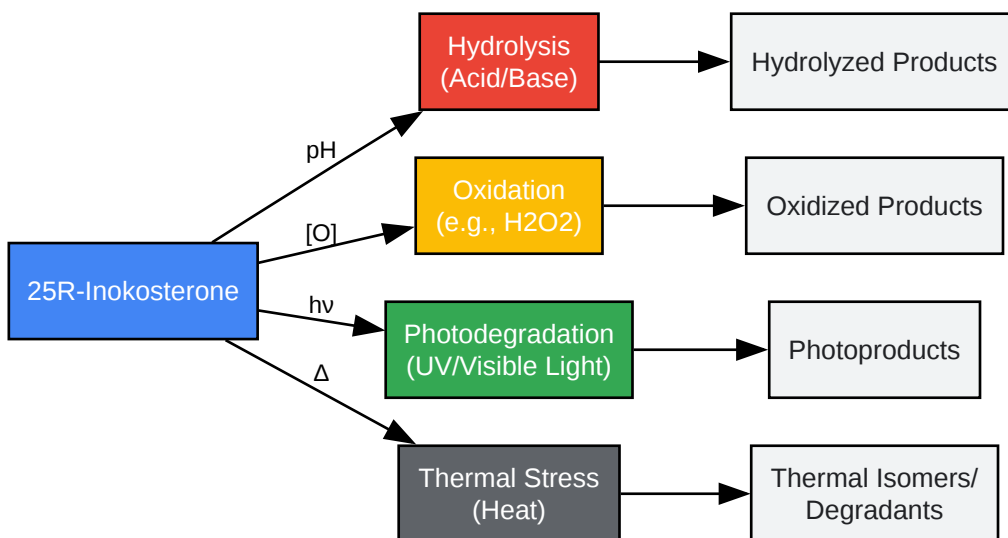 Hydrolysis
(Acid/Base)
Hydrolyzed Products
pH
Oxidation
(e.g., H2O2)
Oxidized Products
[O]
25R-Inokosterone
hν
Photodegradation
(UV/Visible Light)
Photoproducts
Δ
Thermal Stress
(Heat)
Thermal Isomers/
Degradants